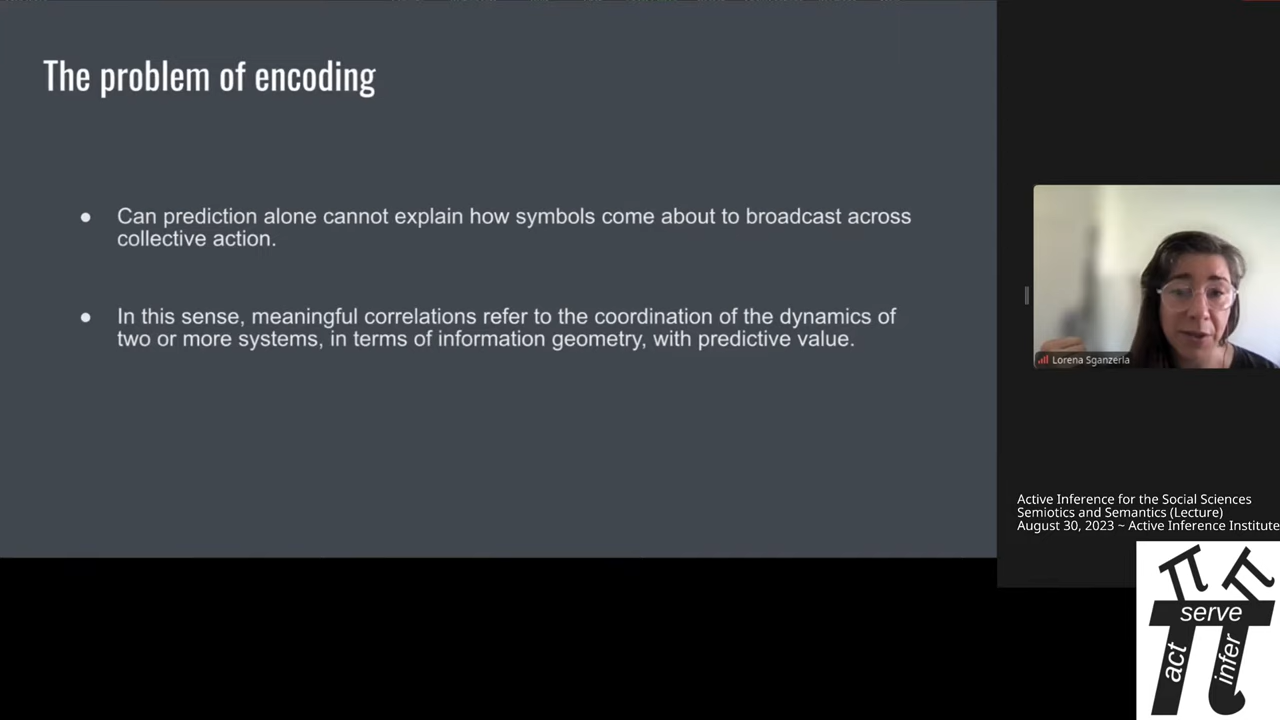 The problem of encoding
● Can prediction alone cannot explain how symbols come about to broadcast across
collective action.
● In this sense, meaningful correlations refer to the coordination of the dynamics of
two or more systems, in terms of information geometry, with predictive value.
Lorena Sganzerla
Active Inference for the Social Sciences
Semiotics and Semantics (Lecture)
August 30, 2023 ~ Active Inference Institute
π π
serve
π
act
infer